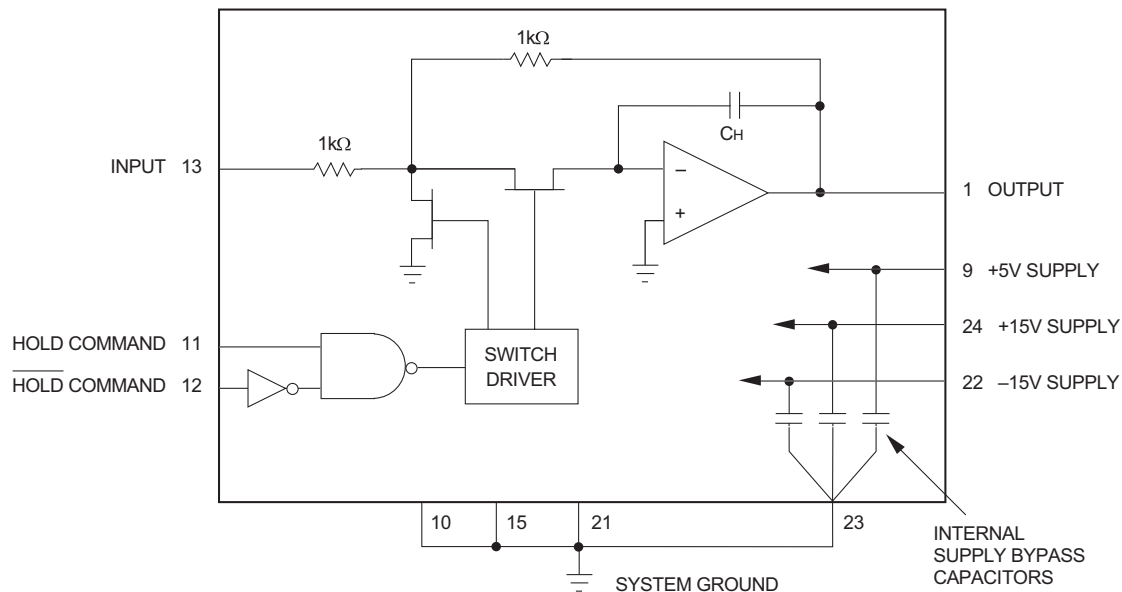 1kΩ
CH
1kΩ
INPUT 13
−
+
1 OUTPUT
9 +5V SUPPLY
24 +15V SUPPLY
22 –15V SUPPLY
HOLD COMMAND 11
HOLD COMMAND 12
SWITCH
DRIVER
10
15
21
23
INTERNAL
SUPPLY BYPASS
CAPACITORS
SYSTEM GROUND